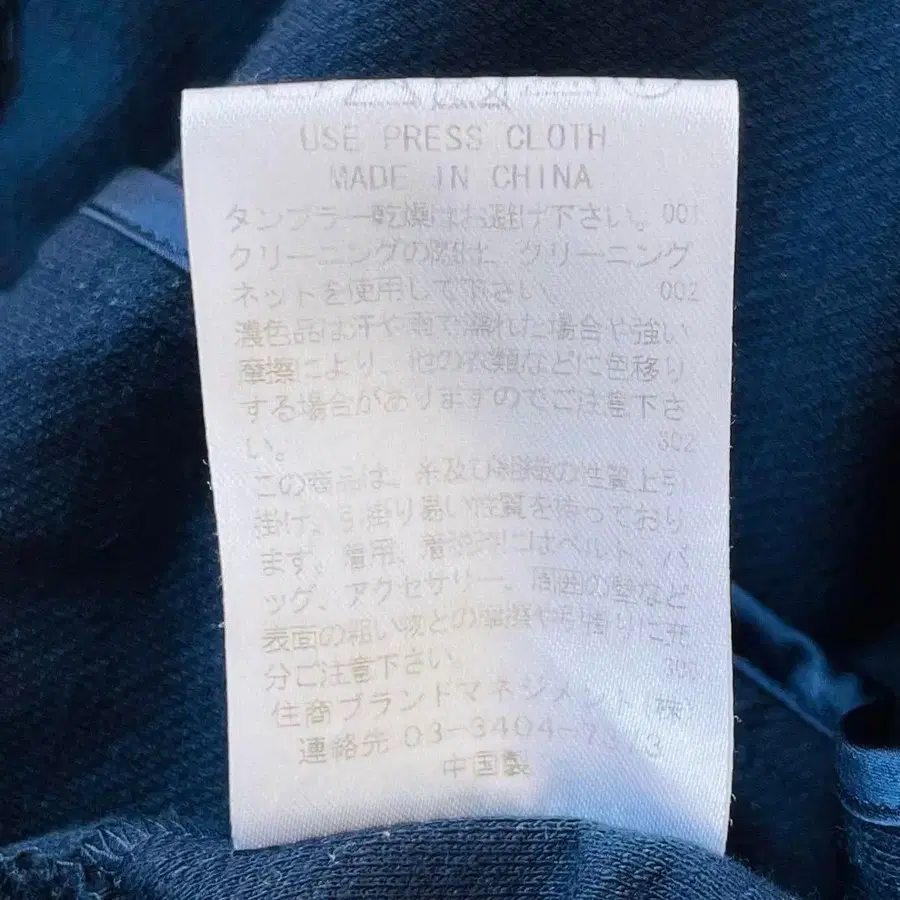 USE PRESS CLOTH
MADE IN CHINA
タンブラー乾燥はお避け下さい。 001
クリーニングの際は、クリーニング
ネットを使用して下さい。 002
濃色品は汗や雨で濡れた場合や強い
摩擦により、他の衣類などに色移り
する場合がありますのでご注意下さ
い。 302
この商品は、糸及び組織の性質上引
掛け、引掛り易い性質を持っており
ます。着用、着脱時にはベルト、バ
ッグ、アクセサリー、周囲の壁など
表面の粗い物との摩擦や引掛りに充
分ご注意下さい。
住商ブランドマネジメント（株）
連絡先 03-3404-
中国製